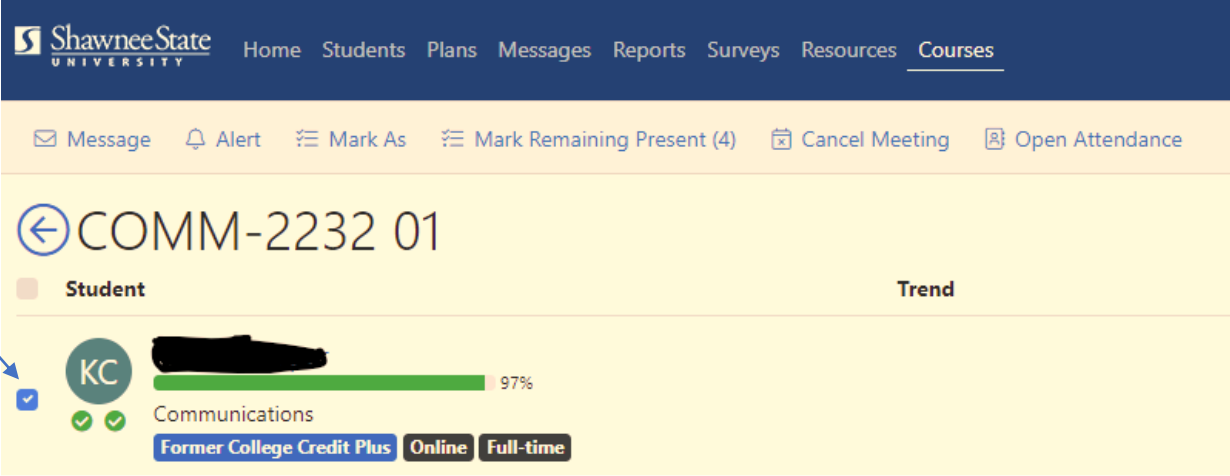 Shawnee State
UNIVERSITY
Home Students Plans Messages Reports Surveys Resources Courses
Message Alert Mark As Mark Remaining Present (4) Cancel Meeting Open Attendance
COMM-2232 01
Student Trend
KC
97%
Communications
Former College Credit Plus Online Full-time